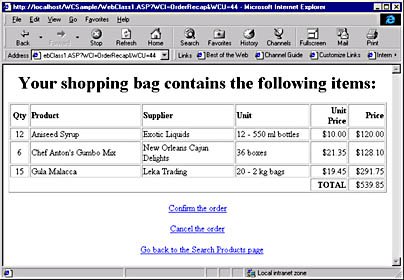 http://localhost/WCSample/WebClass1.ASP?WCI=OrderRecap&WCU=44 - Microsoft Internet Explorer
File Edit View Go Favorites Help
Back Forward Stop Refresh Home Search Favorites History Channels Fullscreen Mail Print
Address ebClass1.ASP?WCI=OrderRecap&WCU=44 Links Best of the Web Channel Guide Customize Links Intern
Your shopping bag contains the following items:
Qty Product Supplier Unit Unit Price Price
12 Aniseed Syrup Exotic Liquids 12 - 550 ml bottles $10.00 $120.00
6 Chef Anton's Gumbo Mix New Orleans Cajun Delights 36 boxes $21.35 $128.10
15 Gula Malacca Leka Trading 20 - 2 kg bags $19.45 $291.75
TOTAL $539.85
Confirm the order
Cancel the order
Go back to the Search Products page
Local intranet zone